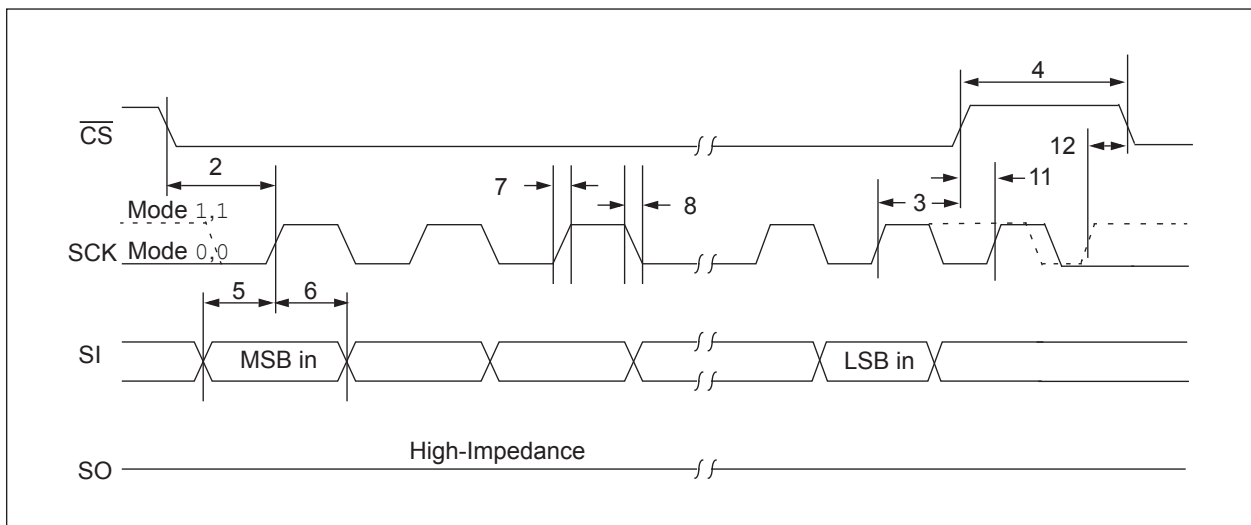 4
CS
12
2
7
11
8
3
Mode 1,1
SCK Mode 0,0
5
6
SI
MSB in
LSB in
High-Impedance
SO